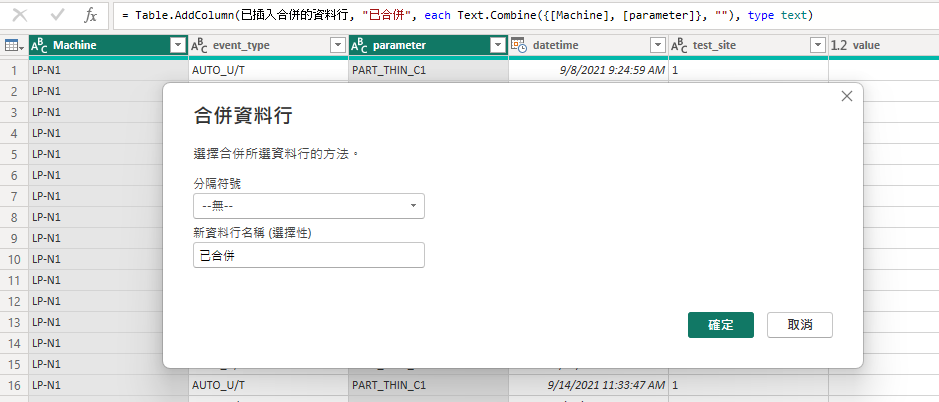 = Table.AddColumn(已插入合併的資料行, "已合併", each Text.Combine({[Machine], [parameter]}, ""), type text)
Machine event_type parameter datetime test_site 1.2 value
1 LP-N1 AUTO_U/T PART_THIN_C1 9/8/2021 9:24:59 AM 1
2 LP-N1
3 LP-N1
4 LP-N1
5 LP-N1
6 LP-N1
7 LP-N1
8 LP-N1
9 LP-N1
10 LP-N1
11 LP-N1
12 LP-N1
13 LP-N1
14 LP-N1
15 LP-N1
16 LP-N1 AUTO_U/T PART_THIN_C1 9/14/2021 11:33:47 AM 1
合併資料行
選擇合併所選資料行的方法。
分隔符號
--無--
新資料行名稱 (選擇性)
已合併
確定 取消